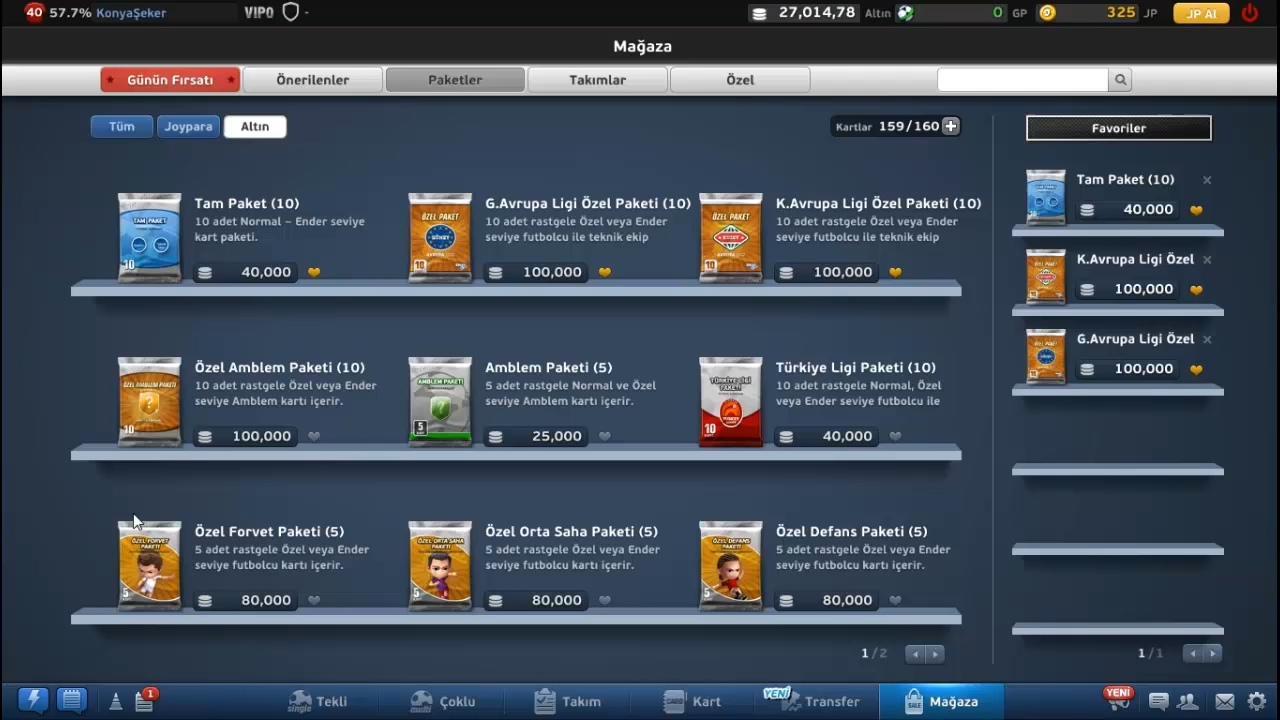 40 57.7% KonyaŞeker
VIPO
27,014,78 Altın
0 GP
325 JP
JP Al
Mağaza
Günün Fırsatı
Önerilenler
Paketler
Takımlar
Özel
Tüm
Joypara
Altın
Kartlar 159/160
Favoriler
Tam Paket (10)
10 adet Normal – Ender seviye
kart paketi.
40,000
G.Avrupa Ligi Özel Paketi (10)
10 adet rastgele Özel veya Ender
seviye futbolcu ile teknik ekip
100,000
K.Avrupa Ligi Özel Paketi (10)
10 adet rastgele Özel veya Ender
seviye futbolcu ile teknik ekip
100,000
Özel Amblem Paketi (10)
10 adet rastgele Özel veya Ender
seviye Amblem kartı içerir.
100,000
Amblem Paketi (5)
5 adet rastgele Normal ve Özel
seviye Amblem kartı içerir.
25,000
Türkiye Ligi Paketi (10)
10 adet rastgele Normal, Özel
veya Ender seviye futbolcu ile
40,000
Özel Forvet Paketi (5)
5 adet rastgele Özel veya Ender
seviye futbolcu kartı içerir.
80,000
Özel Orta Saha Paketi (5)
5 adet rastgele Özel veya Ender
seviye futbolcu kartı içerir.
80,000
Özel Defans Paketi (5)
5 adet rastgele Özel veya Ender
seviye futbolcu kartı içerir.
80,000
1 / 2
Tam Paket (10)
40,000
K.Avrupa Ligi Özel
100,000
G.Avrupa Ligi Özel
100,000
1 / 1
1
single Tekli
multi Çoklu
Takım
Kart
YENİ Transfer
SALE Mağaza
YENİ